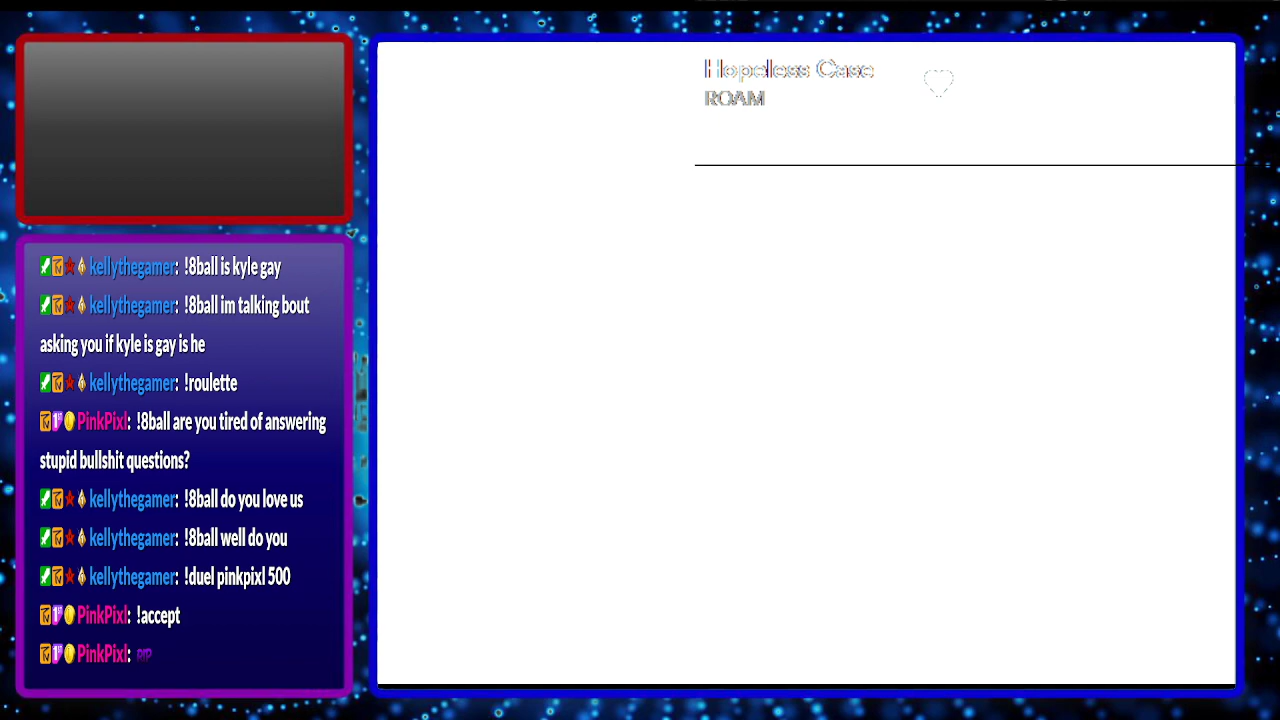 Hopeless Case
ROAM
kellythegamer: !8ball is kyle gay
kellythegamer: !8ball im talking bout
asking you if kyle is gay is he
kellythegamer: !roulette
PinkPixl: !8ball are you tired of answering
stupid bullshit questions?
kellythegamer: !8ball do you love us
kellythegamer: !8ball well do you
kellythegamer: !duel pinkpixl 500
PinkPixl: !accept
PinkPixl: